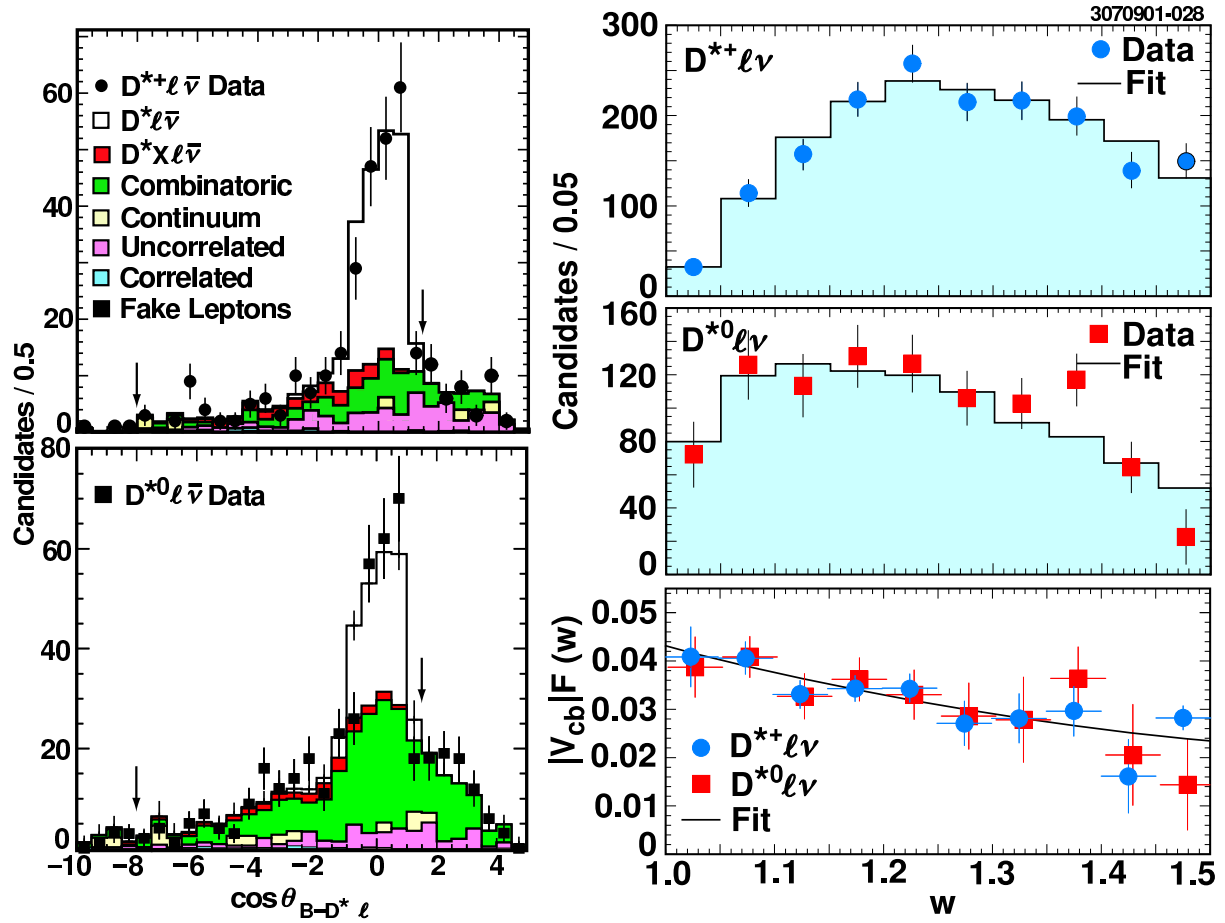 3070901-028
60
40
20
0
D*+ℓν̄ Data
D*ℓν̄
D*Xℓν̄
Combinatoric
Continuum
Uncorrelated
Correlated
Fake Leptons
Candidates / 0.5
80
60
40
20
0
D*0ℓν̄ Data
−10 −8 −6 −4 −2 0 2 4
cosθB−D* ℓ
300
200
100
0
D*+ℓν
Data
Fit
Candidates / 0.05
160
120
80
40
0
D*0ℓν
Data
Fit
0.05
0.04
0.03
0.02
0.01
0
|Vcb|F (w)
D*+ℓν
D*0ℓν
Fit
1.0 1.1 1.2 1.3 1.4 1.5
w